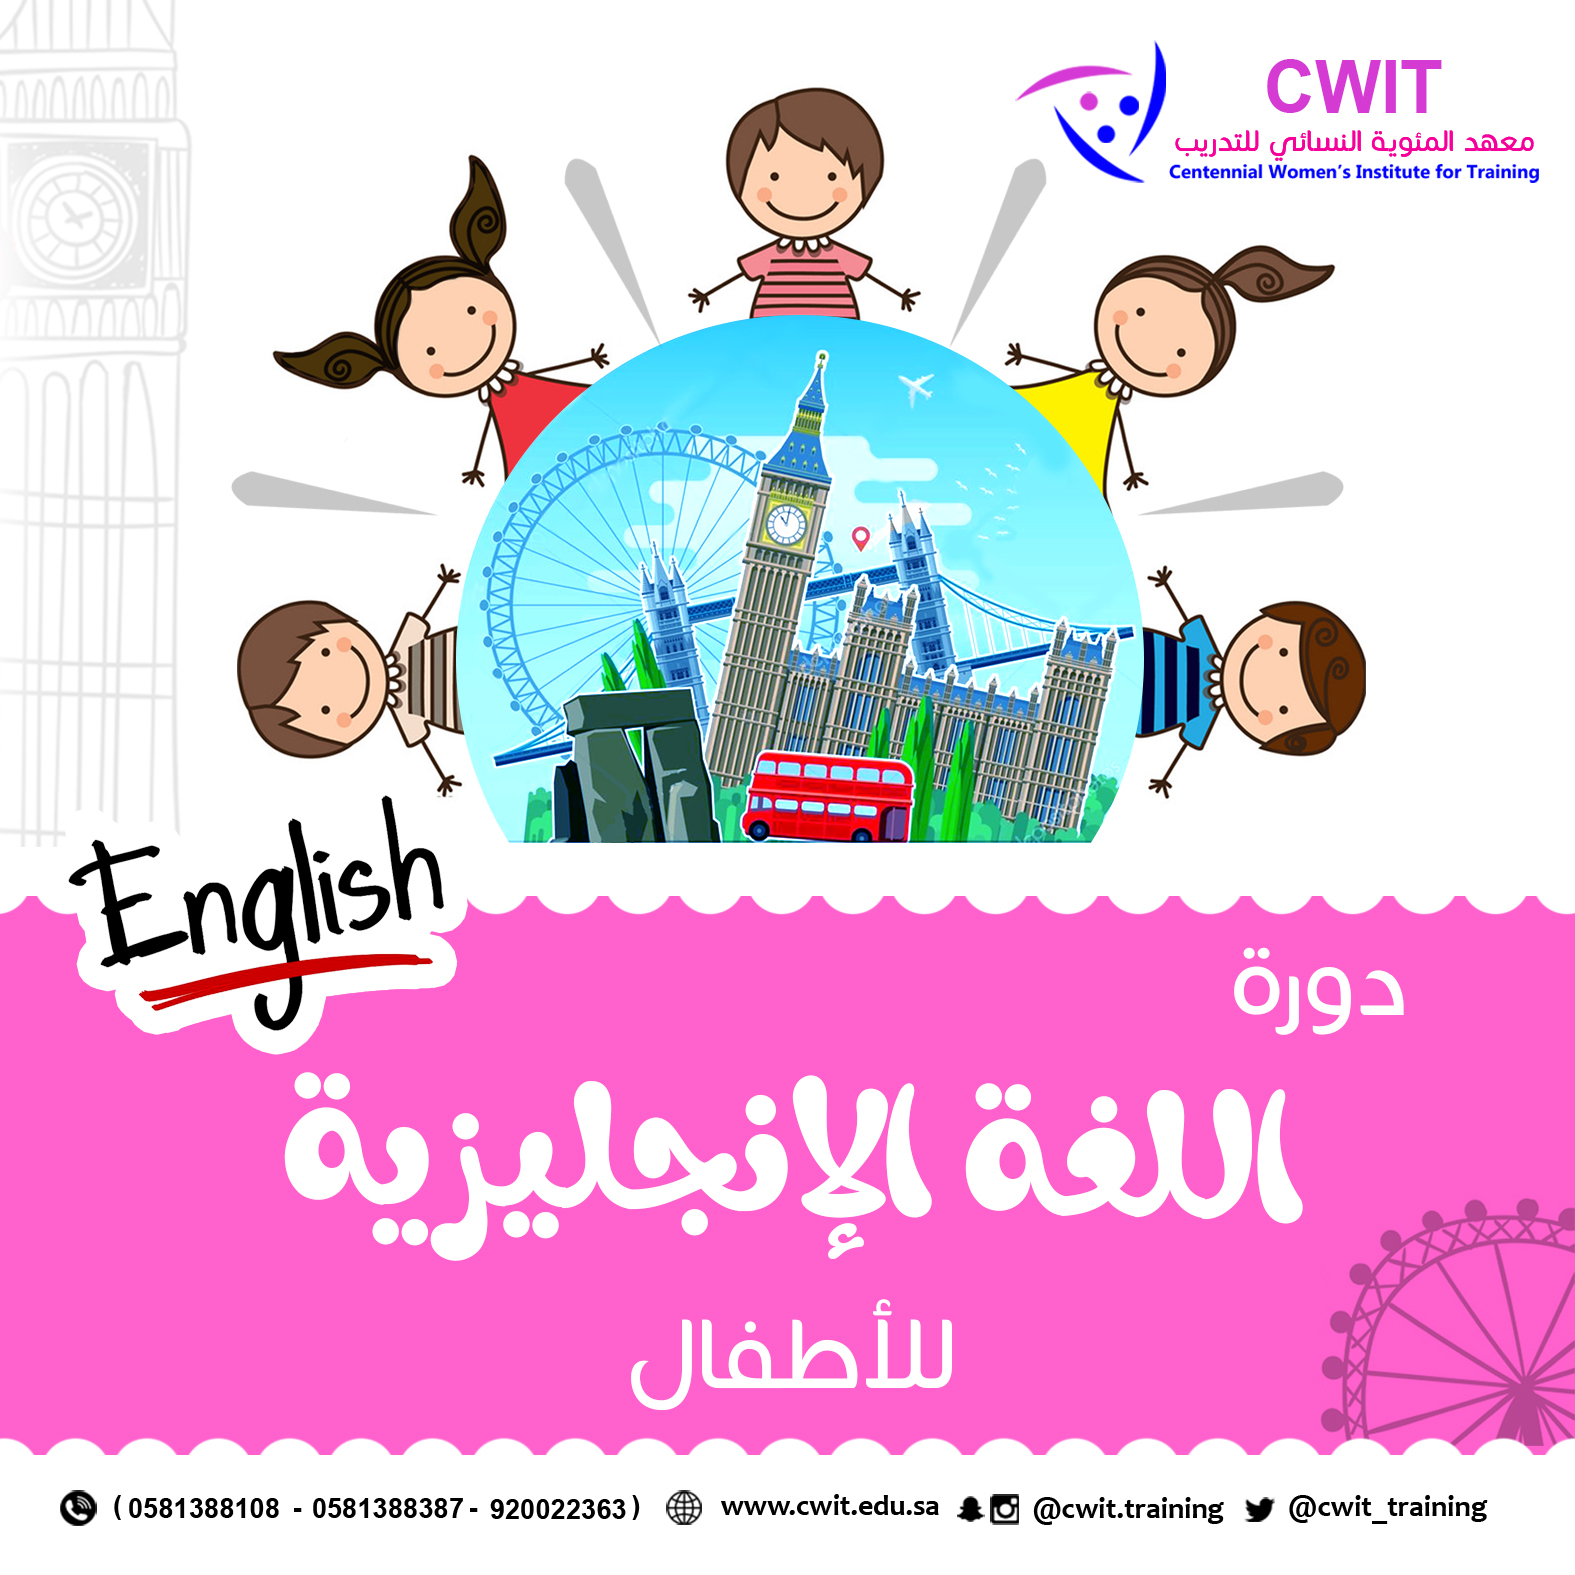 CWIT
معهد المئوية النسائي للتدريب
Centennial Women's Institute for Training
English
دورة
اللغة الإنجليزية
للأطفال
( 0581388108 - 0581388387 - 920022363 ) www.cwit.edu.sa @cwit.training @cwit_training